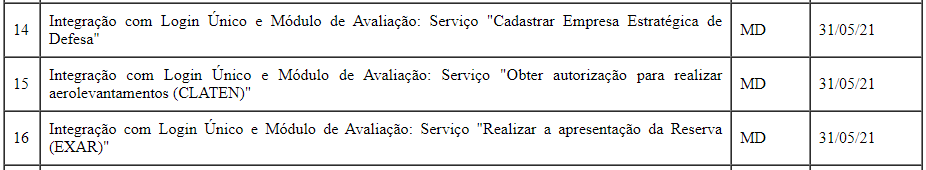 14 Integração com Login Único e Módulo de Avaliação: Serviço "Cadastrar Empresa Estratégica de Defesa" MD 31/05/21
15 Integração com Login Único e Módulo de Avaliação: Serviço "Obter autorização para realizar aerolevantamentos (CLATEN)" MD 31/05/21
16 Integração com Login Único e Módulo de Avaliação: Serviço "Realizar a apresentação da Reserva (EXAR)" MD 31/05/21